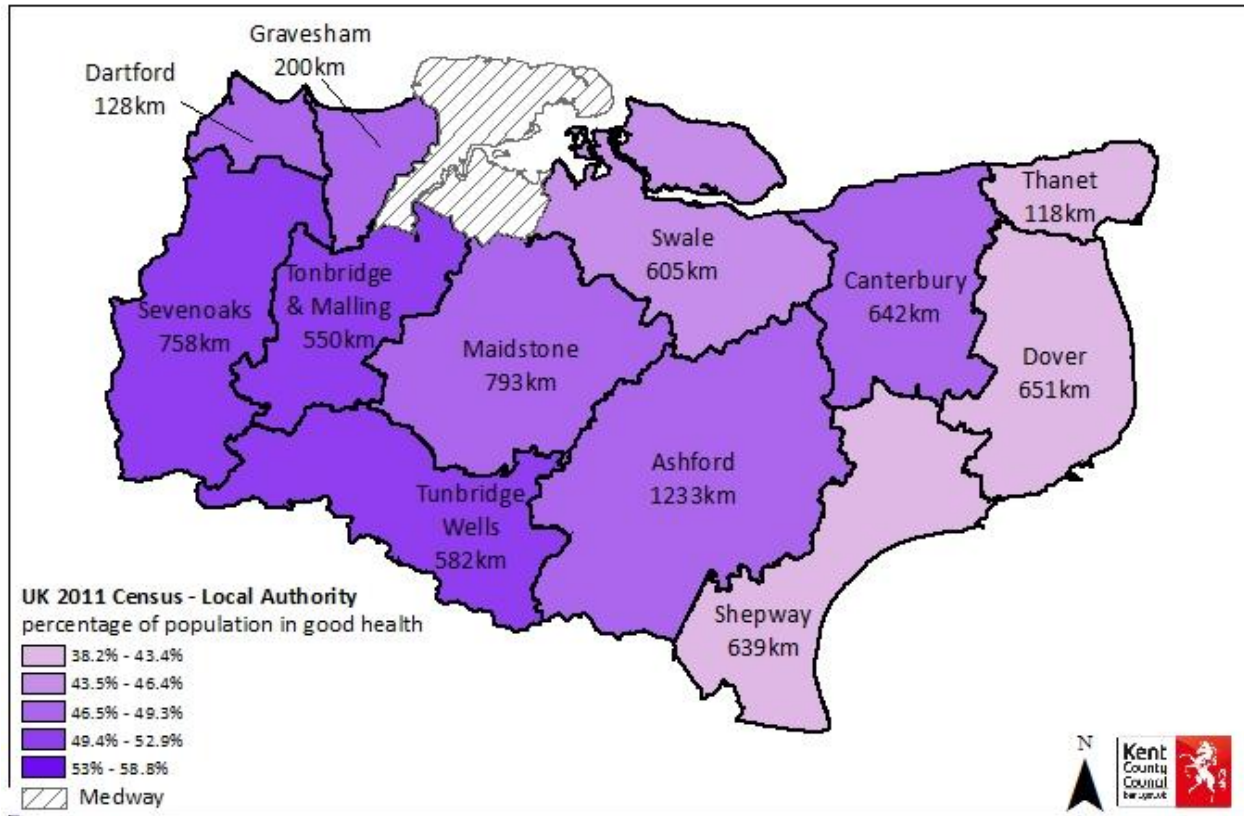 Gravesham
200km
Dartford
128km
Thanet
118km
Swale
605km
Canterbury
642km
Tonbridge
& Malling
550km
Sevenoaks
758km
Maidstone
793km
Dover
651km
Ashford
1233km
Tunbridge
Wells
582km
Shepway
639km
UK 2011 Census - Local Authority
percentage of population in good health
38.2% - 43.4%
43.5% - 46.4%
46.5% - 49.3%
49.4% - 52.9%
53% - 58.8%
Medway
N
Kent
County
Council